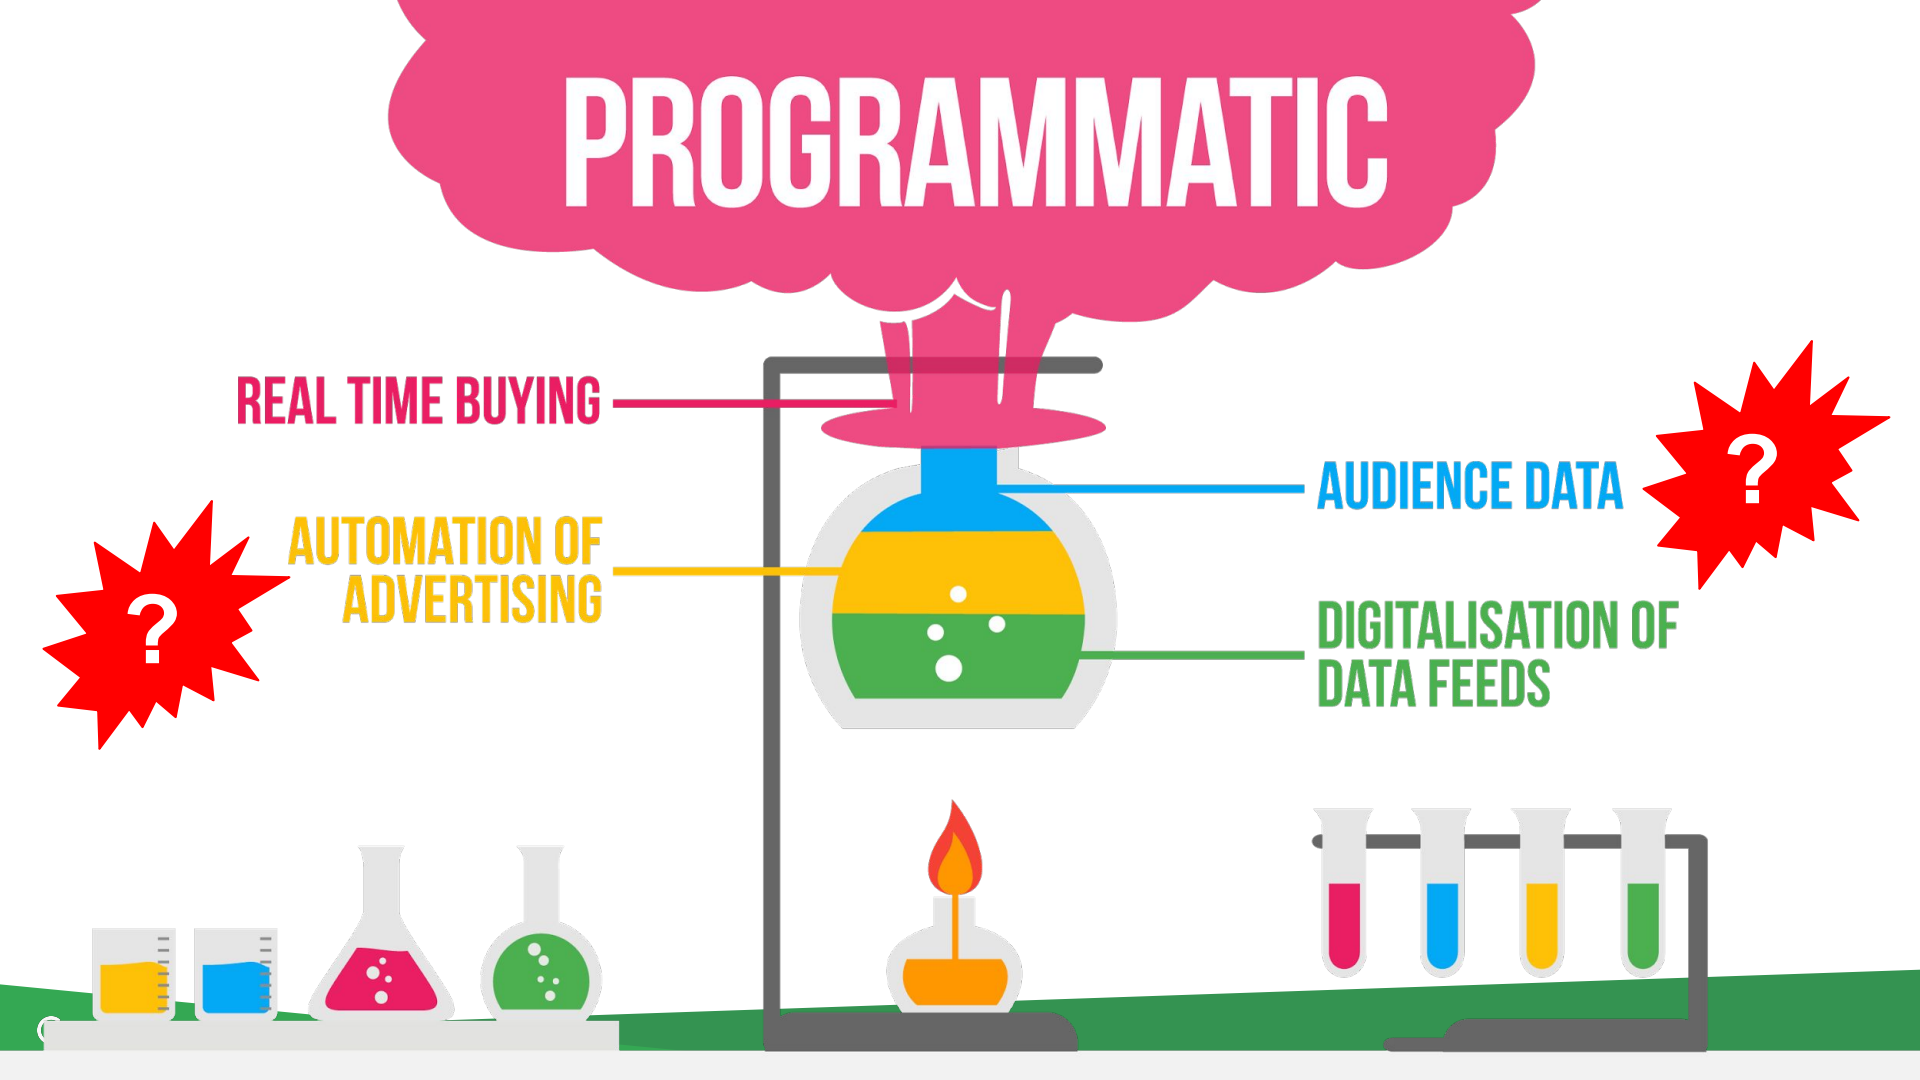 PROGRAMMATIC
REAL TIME BUYING
AUDIENCE DATA
?
AUTOMATION OF
ADVERTISING
?
DIGITALISATION OF
DATA FEEDS